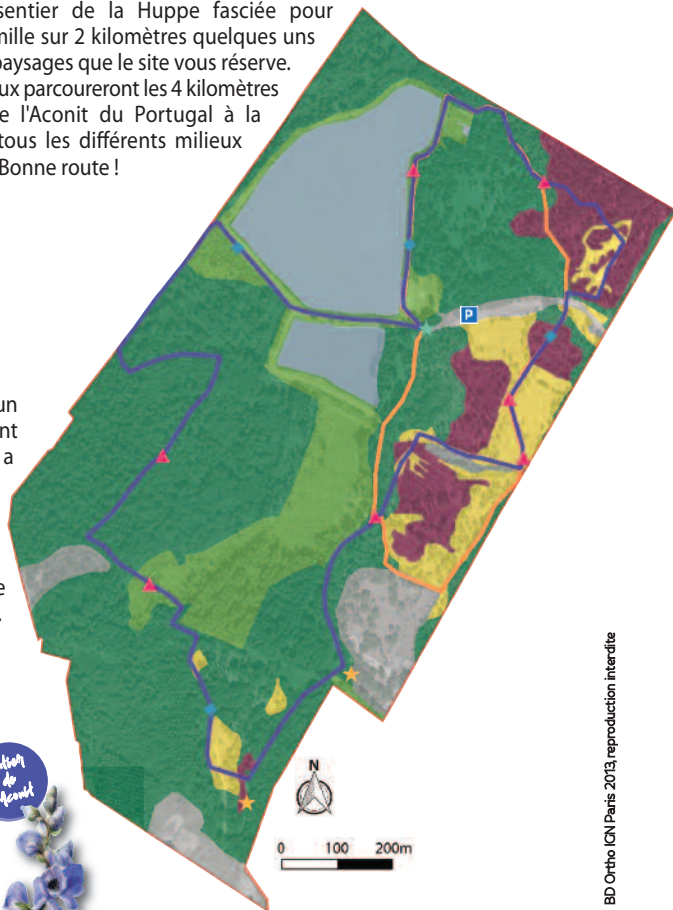 sentier de la Huppe fasciée pour
mille sur 2 kilomètres quelques uns
paysages que le site vous réserve.
ux parcoureront les 4 kilomètres
e l'Aconit du Portugal à la
tous les différents milieux
Bonne route !
P
un
nt
a
e
N
0 100 200m
de
BD Ortho IGN Paris 2013, reproduction interdite